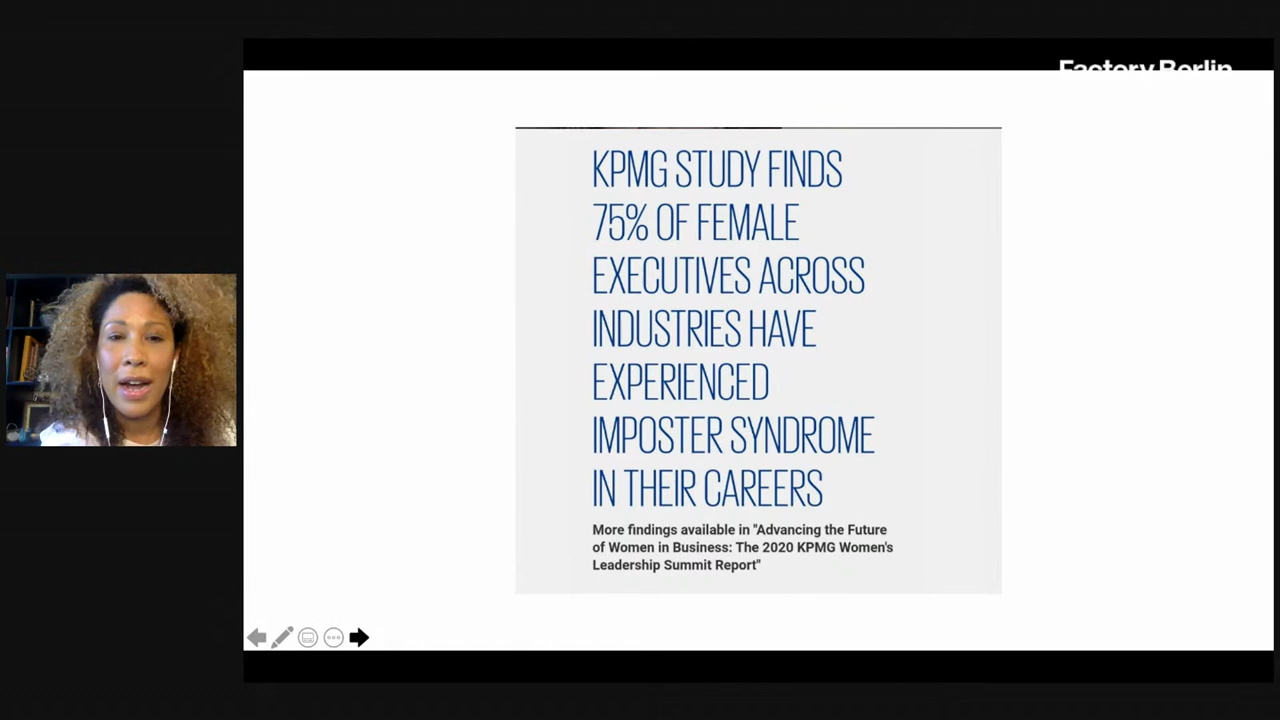 Factory Berlin
KPMG STUDY FINDS
75% OF FEMALE
EXECUTIVES ACROSS
INDUSTRIES HAVE
EXPERIENCED
IMPOSTER SYNDROME
IN THEIR CAREERS
More findings available in "Advancing the Future
of Women in Business: The 2020 KPMG Women's
Leadership Summit Report"